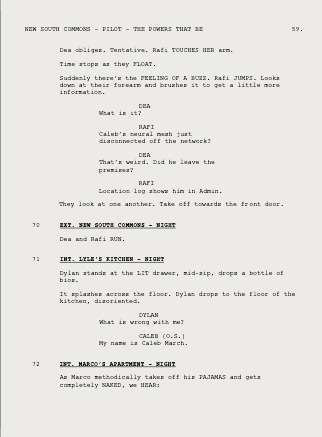 NEW SOUTH COMMONS - PILOT - THE POWERS THAT BE 59.
Dea obliges. Tentative. Rafi TOUCHES HER arm.
Time stops as they FLOAT.
Suddenly there's the FEELING OF A BUZZ. Rafi JUMPS. Looks
down at their forearm and brushes it to get a little more
information.
DEA
What is it?
RAFI
Caleb's neural mesh just
disconnected off the network?
DEA
That's weird. Did he leave the
premises?
RAFI
Location log shows him in Admin.
They look at one another. Take off towards the front door.
70 EXT. NEW SOUTH COMMONS - NIGHT
Dea and Rafi RUN.
71 INT. LYLE'S KITCHEN - NIGHT
Dylan stands at the LIT drawer, mid-sip, drops a bottle of
bios.
It splashes across the floor. Dylan drops to the floor of the
kitchen, disoriented.
DYLAN
What is wrong with me?
CALEB (O.S.)
My name is Caleb March.
72 INT. MARCO'S APARTMENT - NIGHT
As Marco methodically takes off his PAJAMAS and gets
completely NAKED, we HEAR: